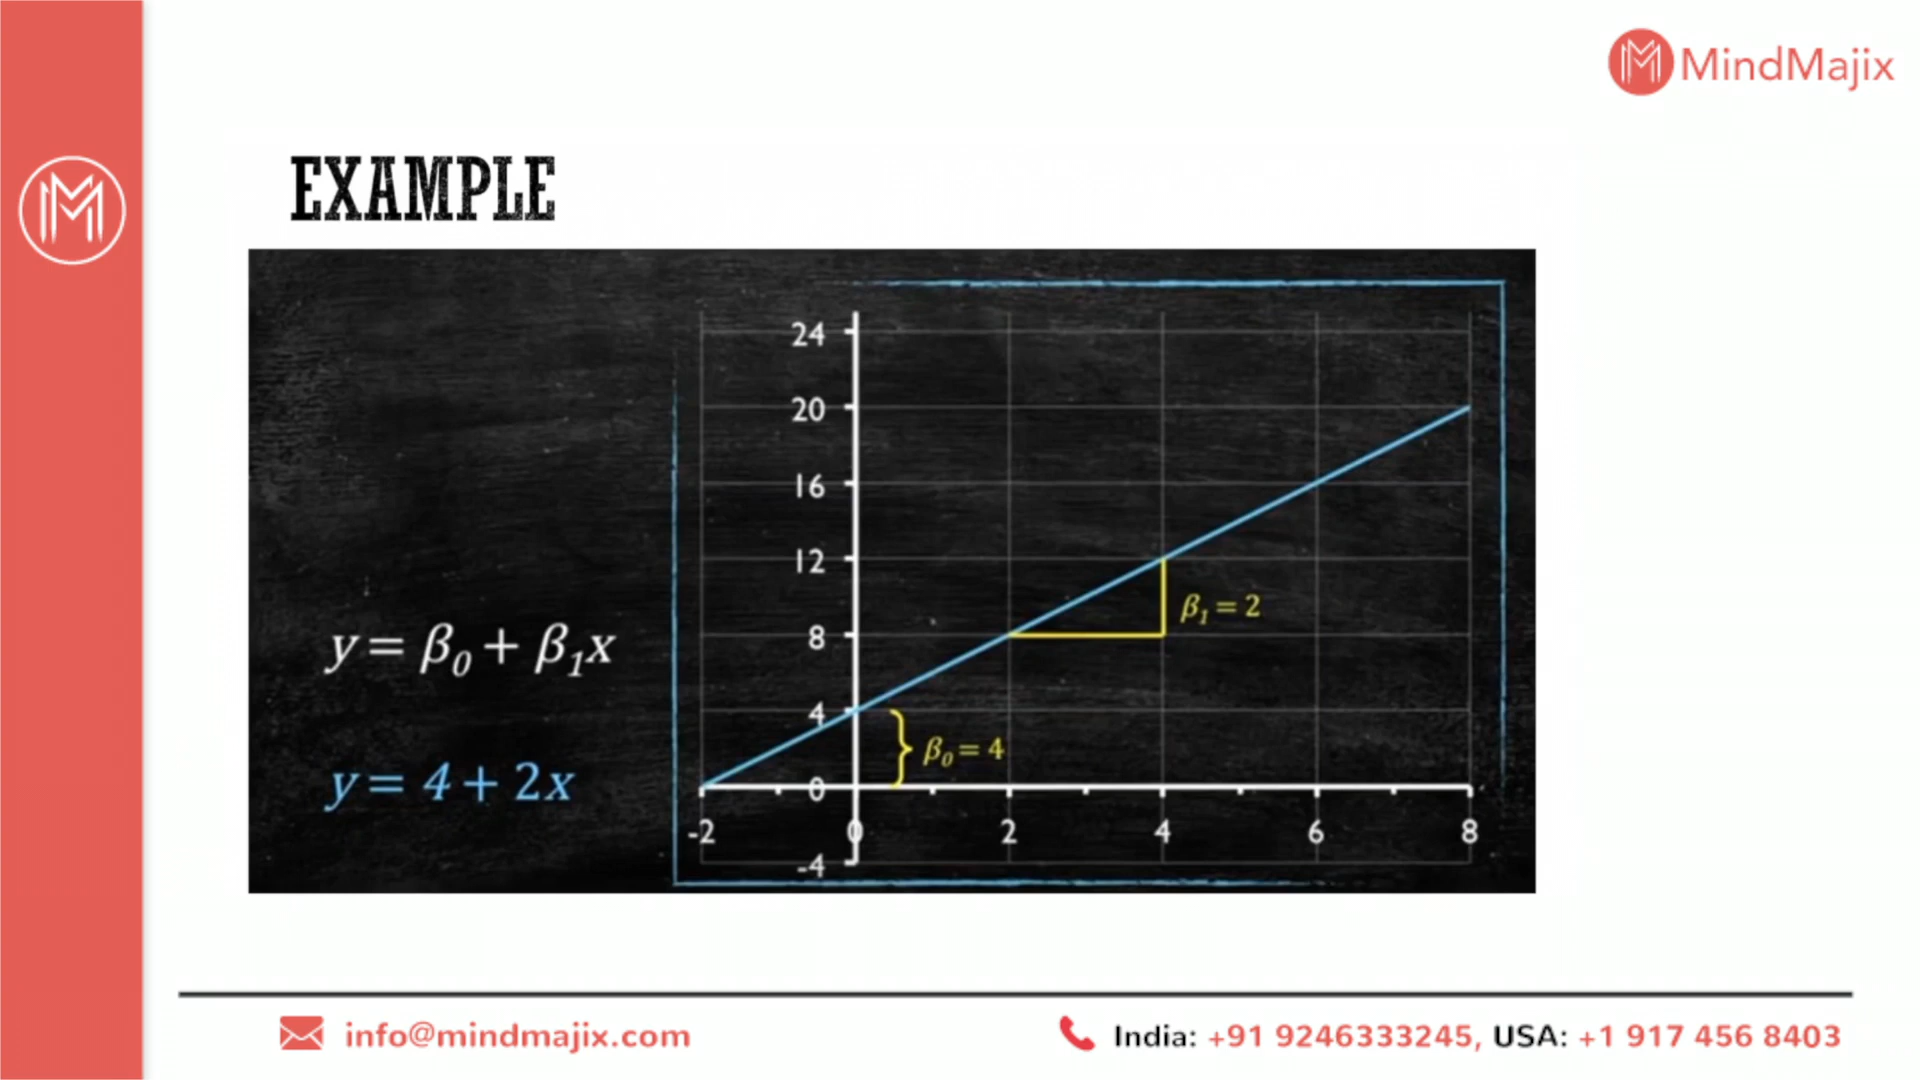 MindMajix
EXAMPLE
24
20
16
12
8
4
0
-4
-2 0 2 4 6 8
β₁ = 2
β₀ = 4
y = β₀ + β₁x
y = 4 + 2x
info@mindmajix.com
India: +91 9246333245, USA: +1 917 456 8403